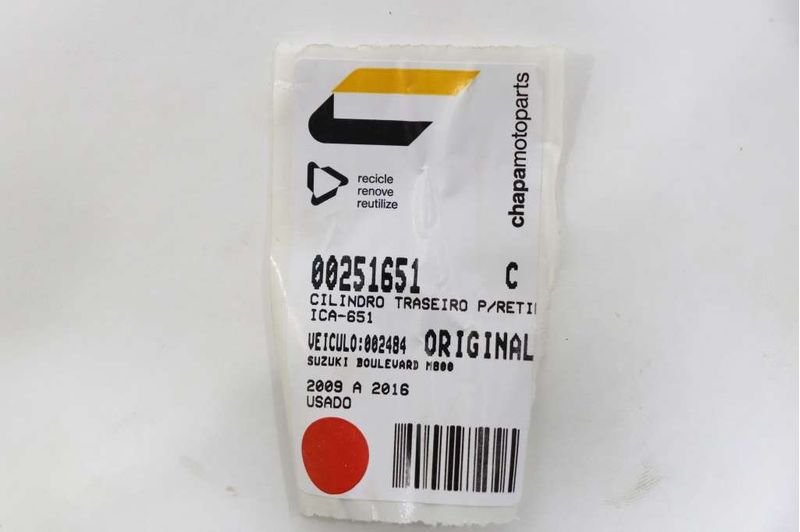 chapamotoparts
recicle
renove
reutilize
00251651 C
CILINDRO TRASEIRO P/RETI
ICA-651
VEICULO:002484 ORIGINAL
SUZUKI BOULEVARD M800
2009 A 2016
USADO